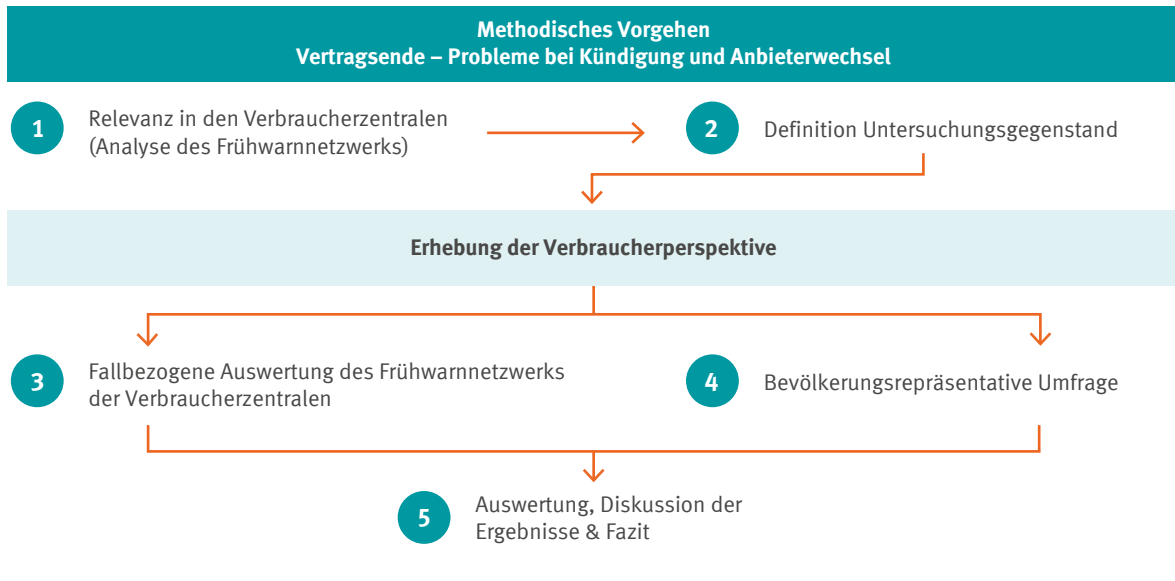 Methodisches Vorgehen
Vertragsende – Probleme bei Kündigung und Anbieterwechsel
1
Relevanz in den Verbraucherzentralen
(Analyse des Frühwarnnetzwerks)
2
Definition Untersuchungsgegenstand
Erhebung der Verbraucherperspektive
3
Fallbezogene Auswertung des Frühwarnnetzwerks
der Verbraucherzentralen
4
Bevölkerungsrepräsentative Umfrage
5
Auswertung, Diskussion der
Ergebnisse & Fazit